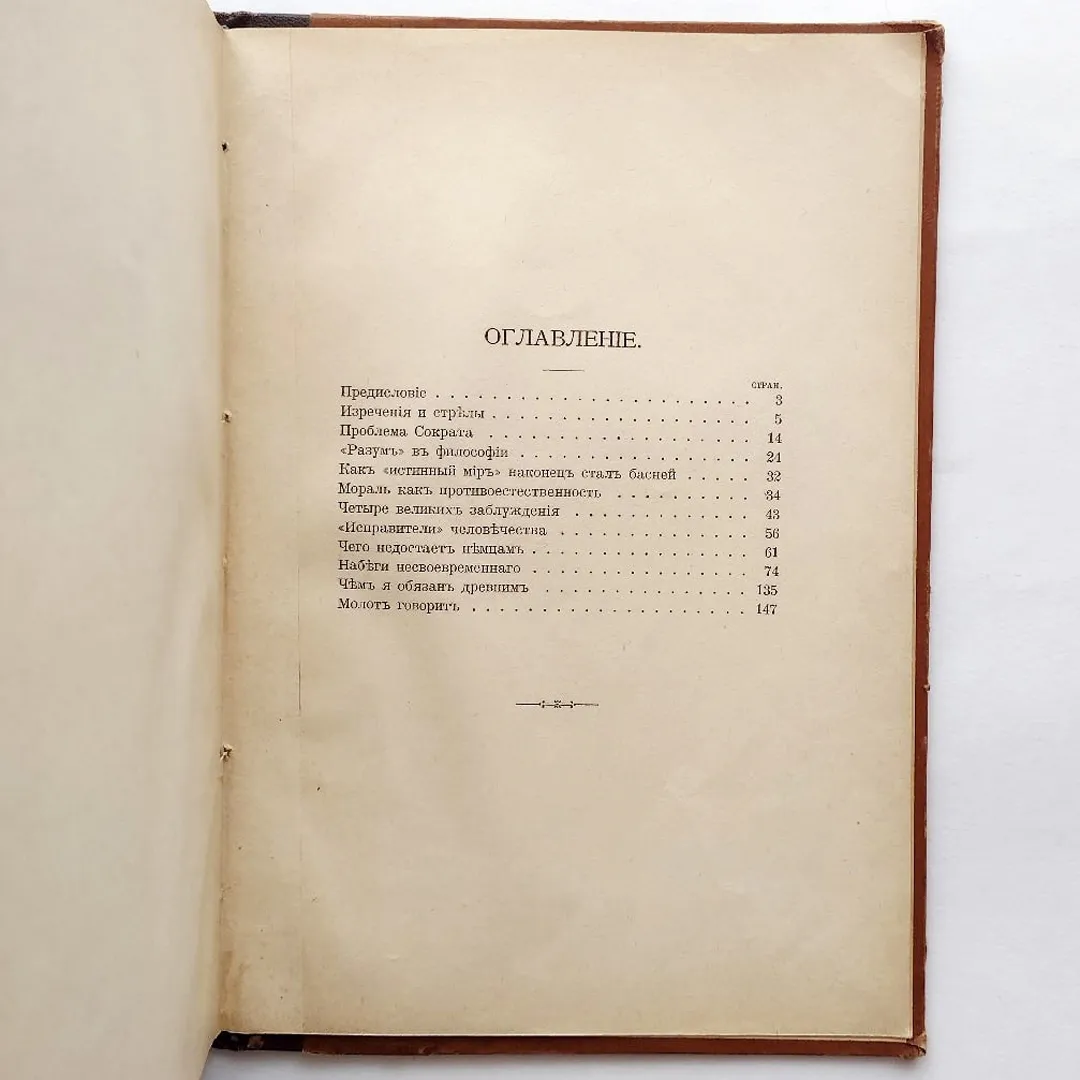 ОГЛАВЛЕНІЕ.
СТРАН.
Предисловіе . . . . . . . . . . . . . . . . . . . . . . 3
Изреченія и стрѣлы . . . . . . . . . . . . . . . . . . 5
Проблема Сократа . . . . . . . . . . . . . . . . . . 14
«Разумъ» въ философіи . . . . . . . . . . . . . . . . 24
Какъ «истинный міръ» наконецъ сталъ басней . . . . . 32
Мораль какъ противоестественность . . . . . . . . . 34
Четыре великихъ заблужденія . . . . . . . . . . . . 43
«Исправители» человѣчества . . . . . . . . . . . . . 56
Чего недостаетъ нѣмцамъ . . . . . . . . . . . . . . . 61
Набѣги несвоевременнаго . . . . . . . . . . . . . . . 74
Чѣмъ я обязанъ древнимъ . . . . . . . . . . . . . . 135
Молотъ говоритъ . . . . . . . . . . . . . . . . . . . 147